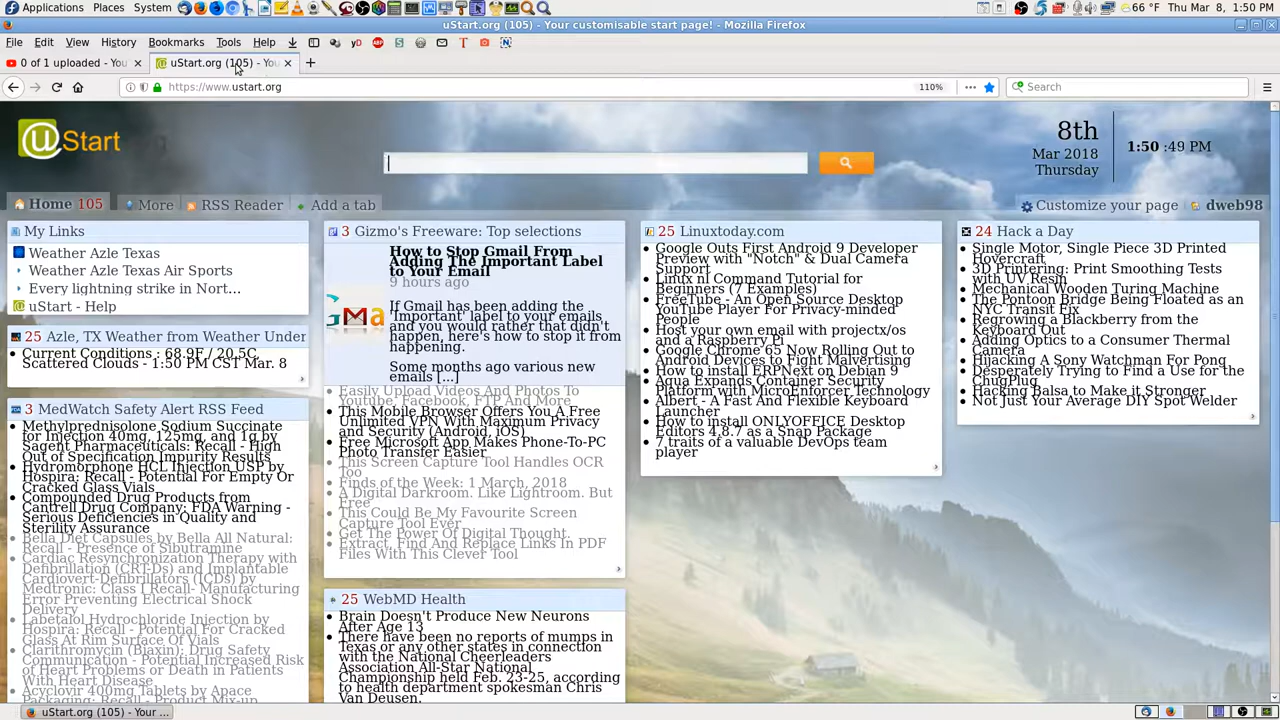 Applications Places System 66 °F Thu Mar 8, 1:50 PM
uStart.org (105) - Your customisable start page! - Mozilla Firefox
File Edit View History Bookmarks Tools Help
0 of 1 uploaded - You
uStart.org (105) - You
https://www.ustart.org 110% Search
@Start
8th
Mar 2018
Thursday
1:50 :49 PM
Home 105 More RSS Reader Add a tab Customize your page dweb98
My Links
Weather Azle Texas
Weather Azle Texas Air Sports
Every lightning strike in Nort...
uStart - Help
25 Azle, TX Weather from Weather Under
Current Conditions : 68.9F / 20.5C,
Scattered Clouds - 1:50 PM CST Mar. 8
3 MedWatch Safety Alert RSS Feed
Methylprednisolone Sodium Succinate
for Injection 40mg, 125mg, and 1g by
Sagent Pharmaceuticals: Recall - High
Out of Specification Impurity Results
Hydromorphone HCL Injection USP by
Hospira: Recall - Potential For Empty Or
Cracked Glass Vials
Compounded Drug Products from
Cantrell Drug Company: FDA Warning -
Serious Deficiencies in Quality and
Sterility Assurance
Bella Diet Capsules by Bella All Natural:
Recall - Presence of Sibutramine
Cardiac Resynchronization Therapy with
Defibrillation (CRT-Ds) and Implantable
Cardiovert-Defibrillators (ICDs) by
Medtronic: Class I Recall- Manufacturing
Error Preventing Electrical Shock
Delivery
Labetalol Hydrochloride Injection by
Hospira: Recall - Potential For Cracked
Glass At Rim Surface Of Vials
Clarithromycin (Biaxin): Drug Safety
Communication - Potential Increased Risk
of Heart Problems or Death in Patients
With Heart Disease
Acyclovir 400mg Tablets by Apace
Packaging: Recall - Product Mix-up
3 Gizmo's Freeware: Top selections
How to Stop Gmail From
Adding The Important Label
to Your Email
9 hours ago
If Gmail has been adding the
'Important' label to your emails
and you would rather that didn't
happen, here's how to stop it from
happening.
Some months ago various new
emails [...]
Easily Upload Videos And Photos To
Youtube, Facebook, FTP And More
This Mobile Browser Offers You A Free
Unlimited VPN With Maximum Privacy
and Security (Android, iOS)
Free Microsoft App Makes Phone-To-PC
Photo Transfer Easier
This Screen Capture Tool Handles OCR
Too
Finds of the Week: 1 March, 2018
A Digital Darkroom. Like Lightroom. But
Free
This Could Be My Favourite Screen
Capture Tool Ever
Get The Power Of Digital Thought.
Extract, Find And Replace Links In PDF
Files With This Clever Tool
25 WebMD Health
Brain Doesn't Produce New Neurons
After Age 13
There have been no reports of mumps in
Texas or any other states in connection
with the National Cheerleaders
Association All-Star National
Championship held Feb. 23-25, according
to health department spokesman Chris
Van Deusen.
25 Linuxtoday.com
Google Outs First Android 9 Developer
Preview with "Notch" & Dual Camera
Support
Linux ln Command Tutorial for
Beginners (7 Examples)
FreeTube - An Open Source Desktop
YouTube Player For Privacy-minded
People
Host your own email with projectx/os
and a Raspberry Pi
Google Chrome 65 Now Rolling Out to
Android Devices to Fight Malvertising
How to install ERPNext on Debian 9
Aqua Expands Container Security
Platform with MicroEnforcer Technology
Albert - A Fast And Flexible Keyboard
Launcher
How to install ONLYOFFICE Desktop
Editors 4.8.7 as a Snap Package
7 traits of a valuable DevOps team
player
24 Hack a Day
Single Motor, Single Piece 3D Printed
Hovercraft
3D Printering: Print Smoothing Tests
with UV Resin
Mechanical Wooden Turing Machine
The Pontoon Bridge Being Floated as an
NYC Transit Fix
Regrowing a Blackberry from the
Keyboard Out
Adding Optics to a Consumer Thermal
Camera
Hijacking A Sony Watchman For Pong
Desperately Trying to Find a Use for the
ChugPlug
Hacking Balsa to Make it Stronger
Not Just Your Average DIY Spot Welder
uStart.org (105) - Your ...